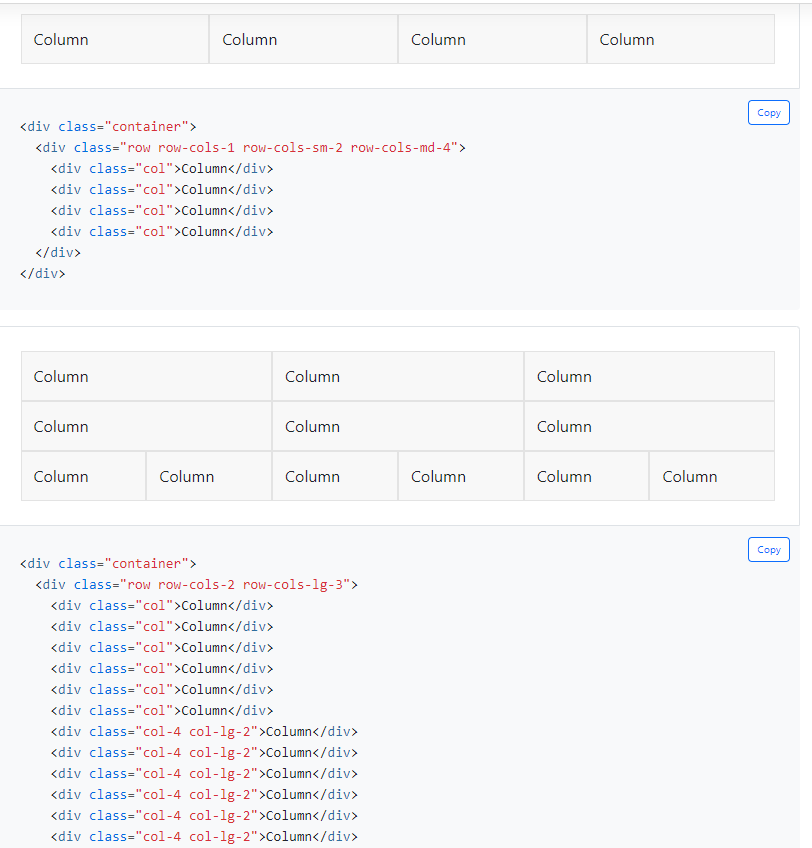 Column Column Column Column
Copy
<div class="container">
  <div class="row row-cols-1 row-cols-sm-2 row-cols-md-4">
    <div class="col">Column</div>
    <div class="col">Column</div>
    <div class="col">Column</div>
    <div class="col">Column</div>
  </div>
</div>
Column Column Column
Column Column Column
Column Column Column Column Column Column
Copy
<div class="container">
  <div class="row row-cols-2 row-cols-lg-3">
    <div class="col">Column</div>
    <div class="col">Column</div>
    <div class="col">Column</div>
    <div class="col">Column</div>
    <div class="col">Column</div>
    <div class="col">Column</div>
    <div class="col-4 col-lg-2">Column</div>
    <div class="col-4 col-lg-2">Column</div>
    <div class="col-4 col-lg-2">Column</div>
    <div class="col-4 col-lg-2">Column</div>
    <div class="col-4 col-lg-2">Column</div>
    <div class="col-4 col-lg-2">Column</div>